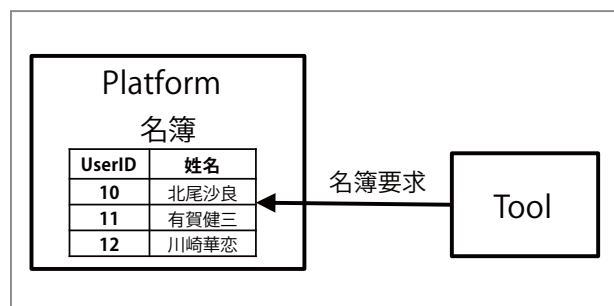 Platform
名簿
UserID 姓名
10 北尾沙良
11 有賀健三
12 川崎華恋
名簿要求
Tool